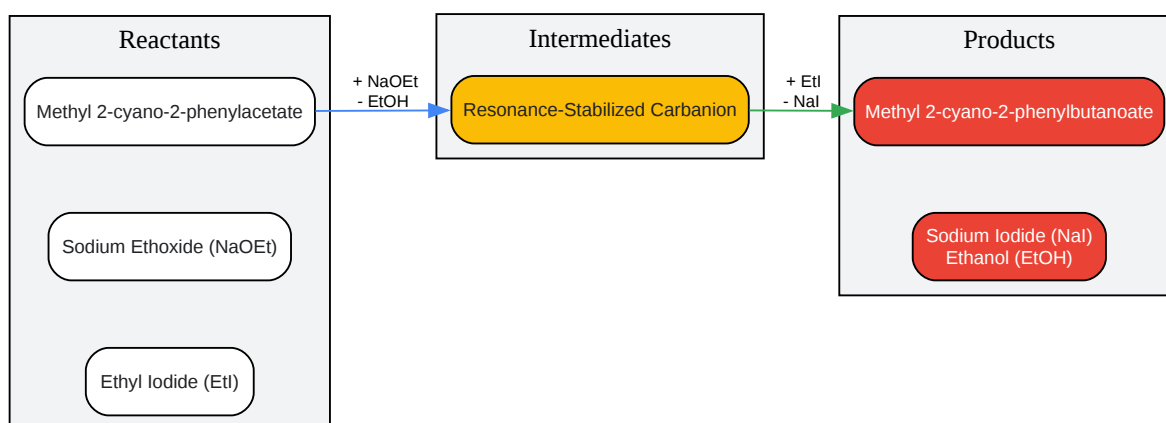 Reactants
Methyl 2-cyano-2-phenylacetate
Sodium Ethoxide (NaOEt)
Ethyl Iodide (EtI)
+ NaOEt
- EtOH
Intermediates
Resonance-Stabilized Carbanion
+ EtI
- NaI
Products
Methyl 2-cyano-2-phenylbutanoate
Sodium Iodide (NaI)
Ethanol (EtOH)